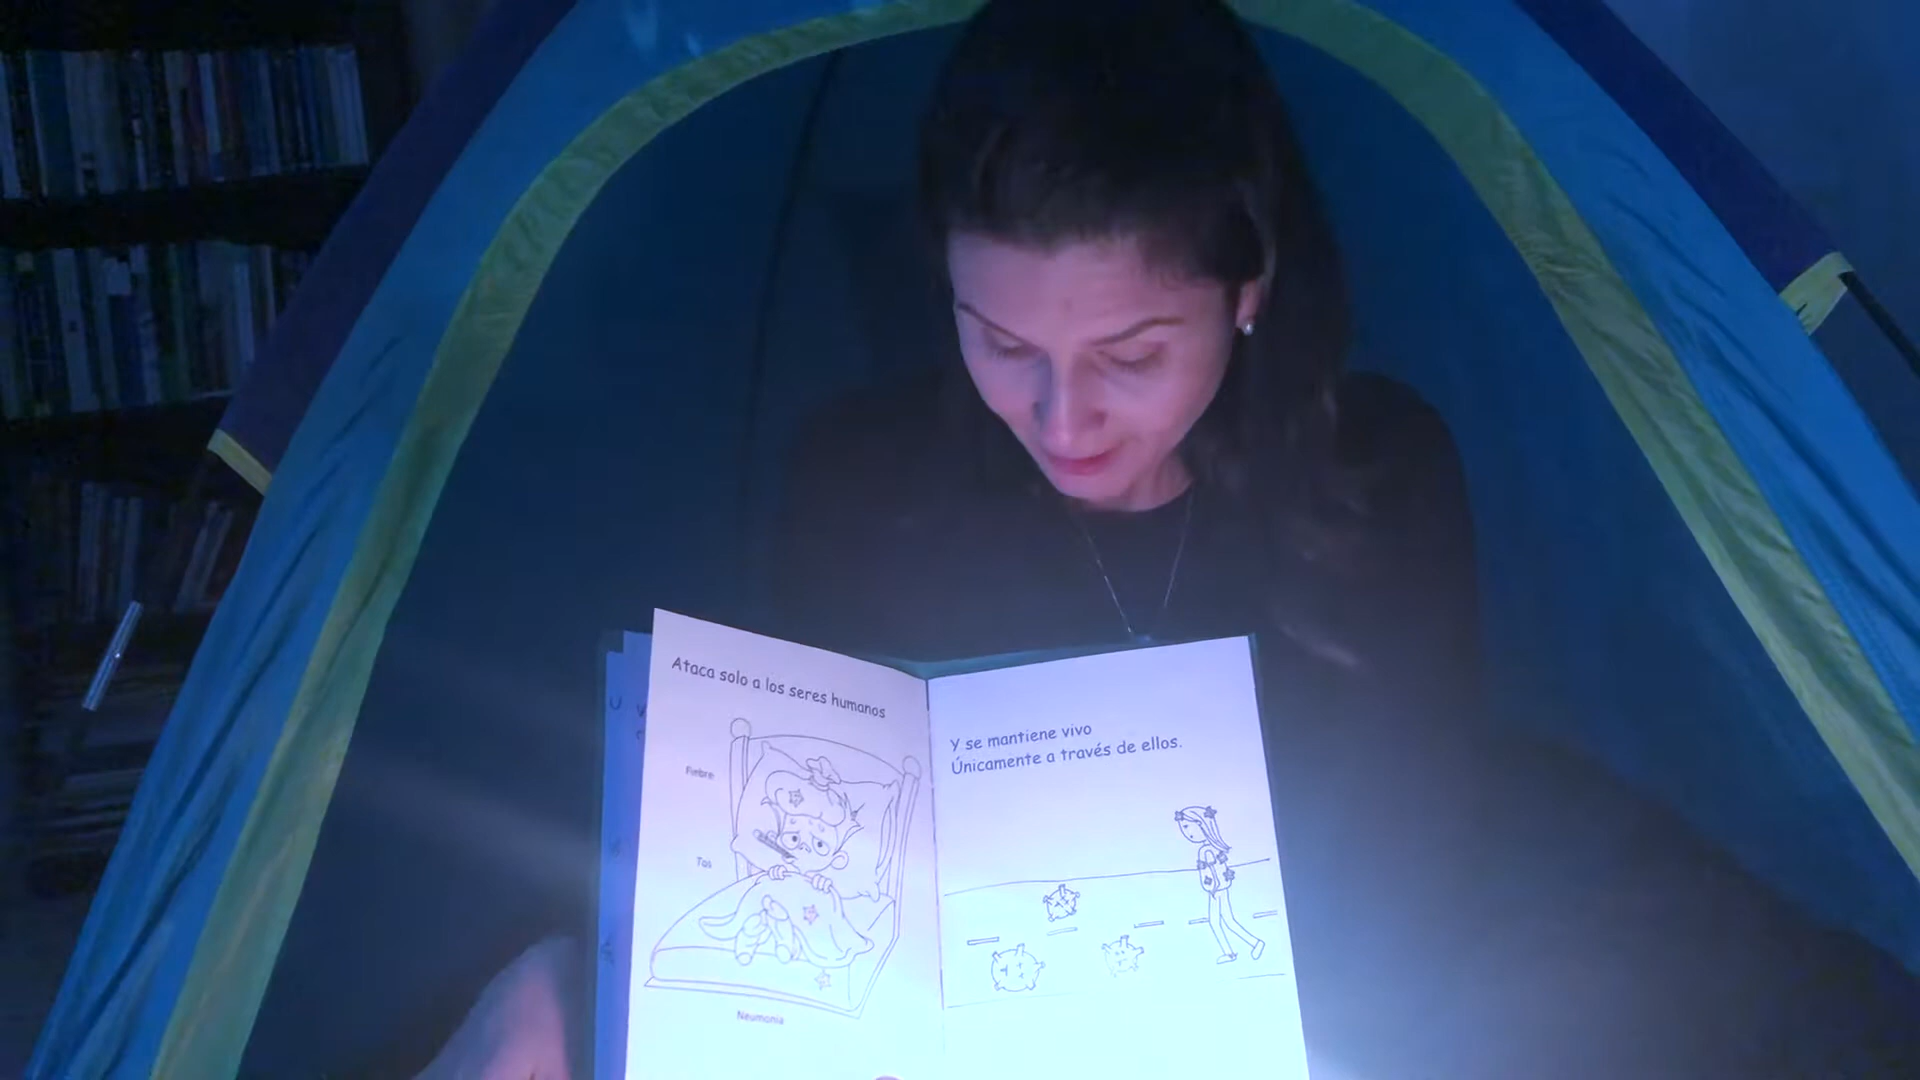 Ataca solo a los seres humanos
Fiebre
Tos
Neumonía
Y se mantiene vivo
Únicamente a través de ellos.